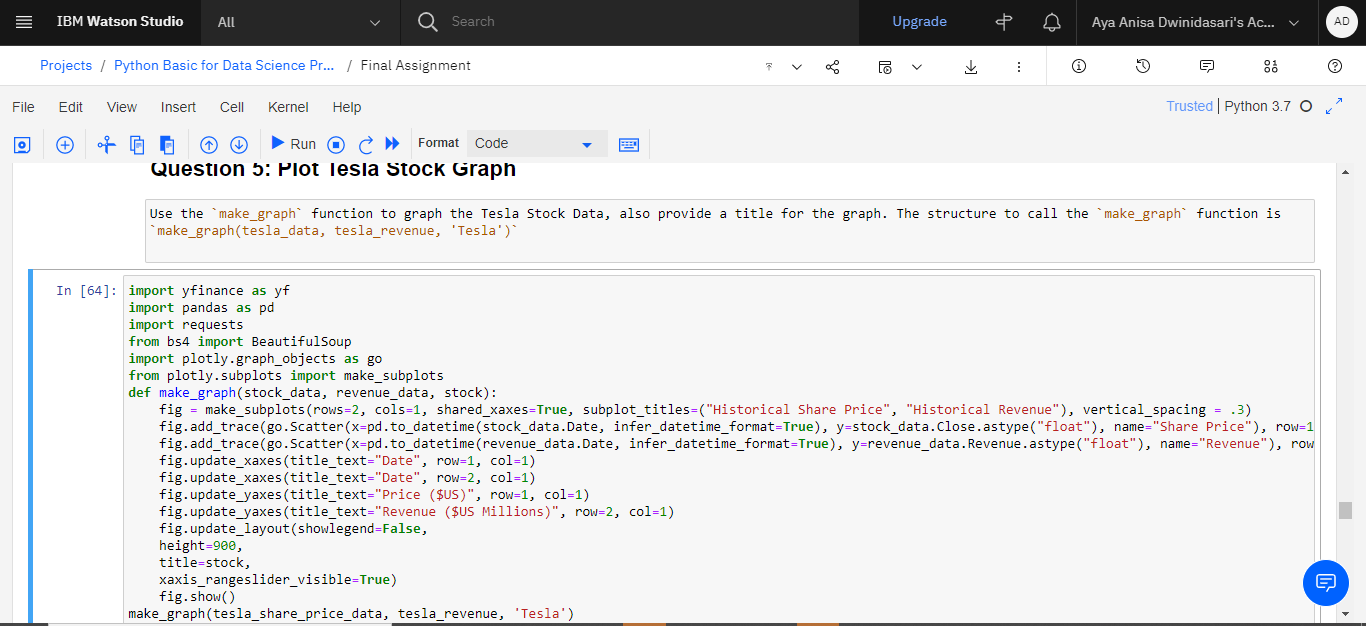 IBM Watson Studio
All
Search
Upgrade
Aya Anisa Dwinidasari's Ac...
AD
Projects / Python Basic for Data Science Pr... / Final Assignment
File Edit View Insert Cell Kernel Help
Trusted | Python 3.7
Run
Format
Code
Question 5: Plot Tesla Stock Graph
Use the `make_graph` function to graph the Tesla Stock Data, also provide a title for the graph. The structure to call the `make_graph` function is
`make_graph(tesla_data, tesla_revenue, 'Tesla')`
In [64]:
import yfinance as yf
import pandas as pd
import requests
from bs4 import BeautifulSoup
import plotly.graph_objects as go
from plotly.subplots import make_subplots
def make_graph(stock_data, revenue_data, stock):
    fig = make_subplots(rows=2, cols=1, shared_xaxes=True, subplot_titles=("Historical Share Price", "Historical Revenue"), vertical_spacing = .3)
    fig.add_trace(go.Scatter(x=pd.to_datetime(stock_data.Date, infer_datetime_format=True), y=stock_data.Close.astype("float"), name="Share Price"), row=1
    fig.add_trace(go.Scatter(x=pd.to_datetime(revenue_data.Date, infer_datetime_format=True), y=revenue_data.Revenue.astype("float"), name="Revenue"), row
    fig.update_xaxes(title_text="Date", row=1, col=1)
    fig.update_xaxes(title_text="Date", row=2, col=1)
    fig.update_yaxes(title_text="Price ($US)", row=1, col=1)
    fig.update_yaxes(title_text="Revenue ($US Millions)", row=2, col=1)
    fig.update_layout(showlegend=False,
    height=900,
    title=stock,
    xaxis_rangeslider_visible=True)
    fig.show()
make_graph(tesla_share_price_data, tesla_revenue, 'Tesla')